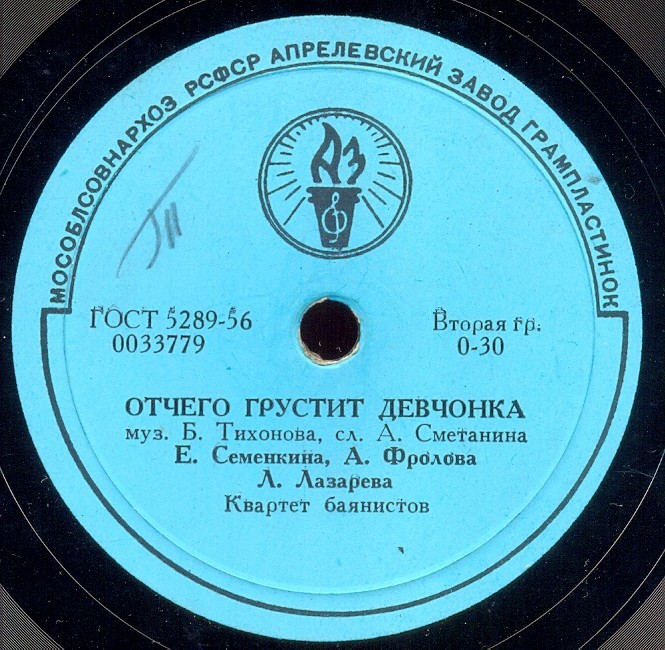 МОСОБЛСОВНАРХОЗ РСФСР АПРЕЛЕВСКИЙ ЗАВОД ГРАМПЛАСТИНОК
АЗ
ГОСТ 5289-56
0033779
Вторая гр.
0-30
ОТЧЕГО ГРУСТИТ ДЕВЧОНКА
муз. Б. Тихонова, сл. А. Сметанина
Е. Семенкина, А. Фролова
Л. Лазарева
Квартет баянистов